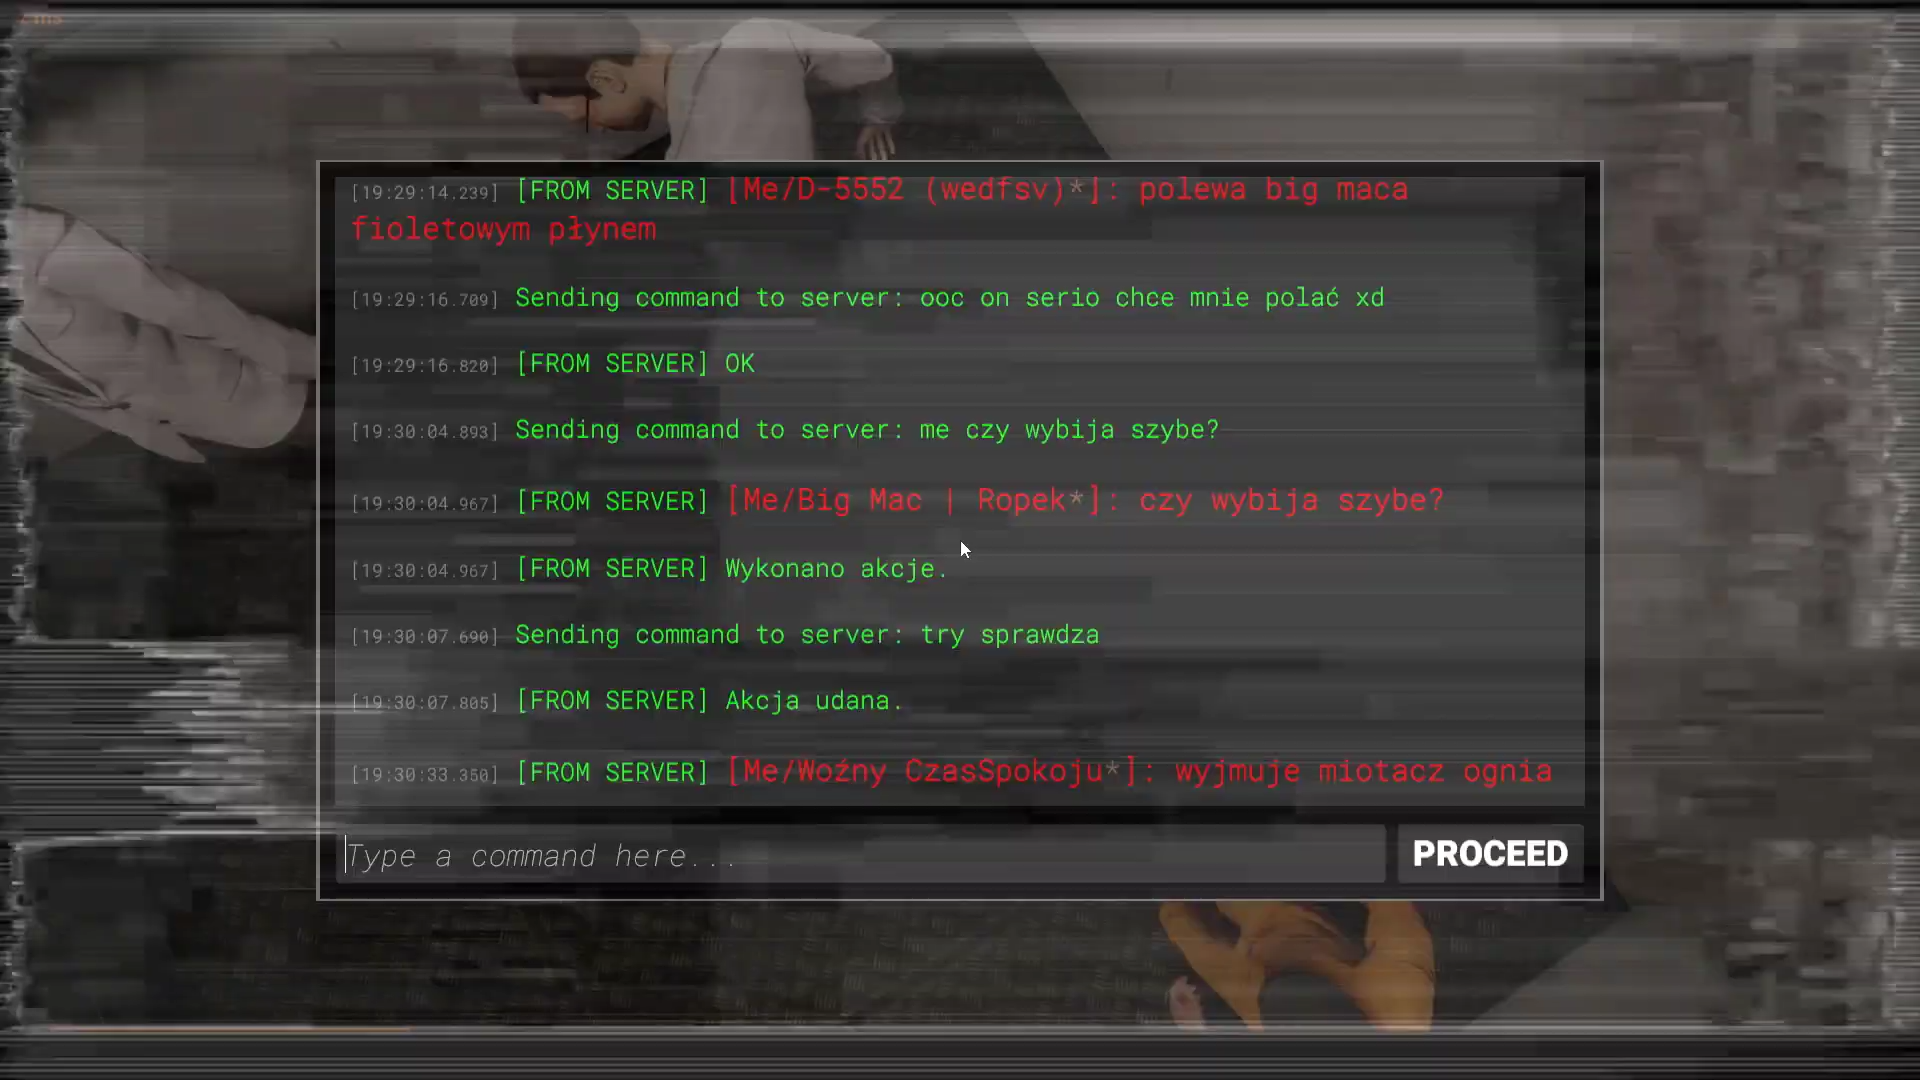 7 ms
[19:29:14.239] [FROM SERVER] [Me/D-5552 (wedfsv)*]: polewa big maca
fioletowym płynem
[19:29:16.709] Sending command to server: ooc on serio chce mnie polać xd
[19:29:16.820] [FROM SERVER] OK
[19:30:04.893] Sending command to server: me czy wybija szybe?
[19:30:04.967] [FROM SERVER] [Me/Big Mac | Ropek*]: czy wybija szybe?
[19:30:04.967] [FROM SERVER] Wykonano akcje.
[19:30:07.690] Sending command to server: try sprawdza
[19:30:07.805] [FROM SERVER] Akcja udana.
[19:30:33.350] [FROM SERVER] [Me/Woźny CzasSpokoju*]: wyjmuje miotacz ognia
Type a command here...
PROCEED